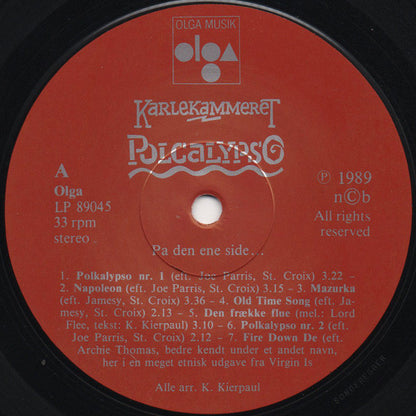 OLGA MUSIK
olga
KARLEKAMMERET
POLCALYPSO
A
Olga
LP 89045
33 rpm
stereo
℗ 1989
n©b
All rights
reserved
Pa den ene side . .
1. Polkalypso nr. 1 (eft. Joe Parris, St. Croix) 3.22 –
2. Napoleon (eft. Joe Parris, St. Croix) 3.15 – 3. Mazurka
(eft. Jamesy, St. Croix) 3.36 – 4. Old Time Song (eft. Ja-
mesy, St. Croix) 2.13 – 5. Den frække flue (mel.: Lord
Flec, tekst: K. Kierpaul) 3.10 – 6. Polkalypso nr. 2 (eft.
Joe Parris, St. Croix) 2.12 – 7. Fire Down De (eft.
Archie Thomas, bedre kendt under et andet navn,
her i en meget etnisk udgave fra Virgin Is
Alle arr. K. Kierpaul